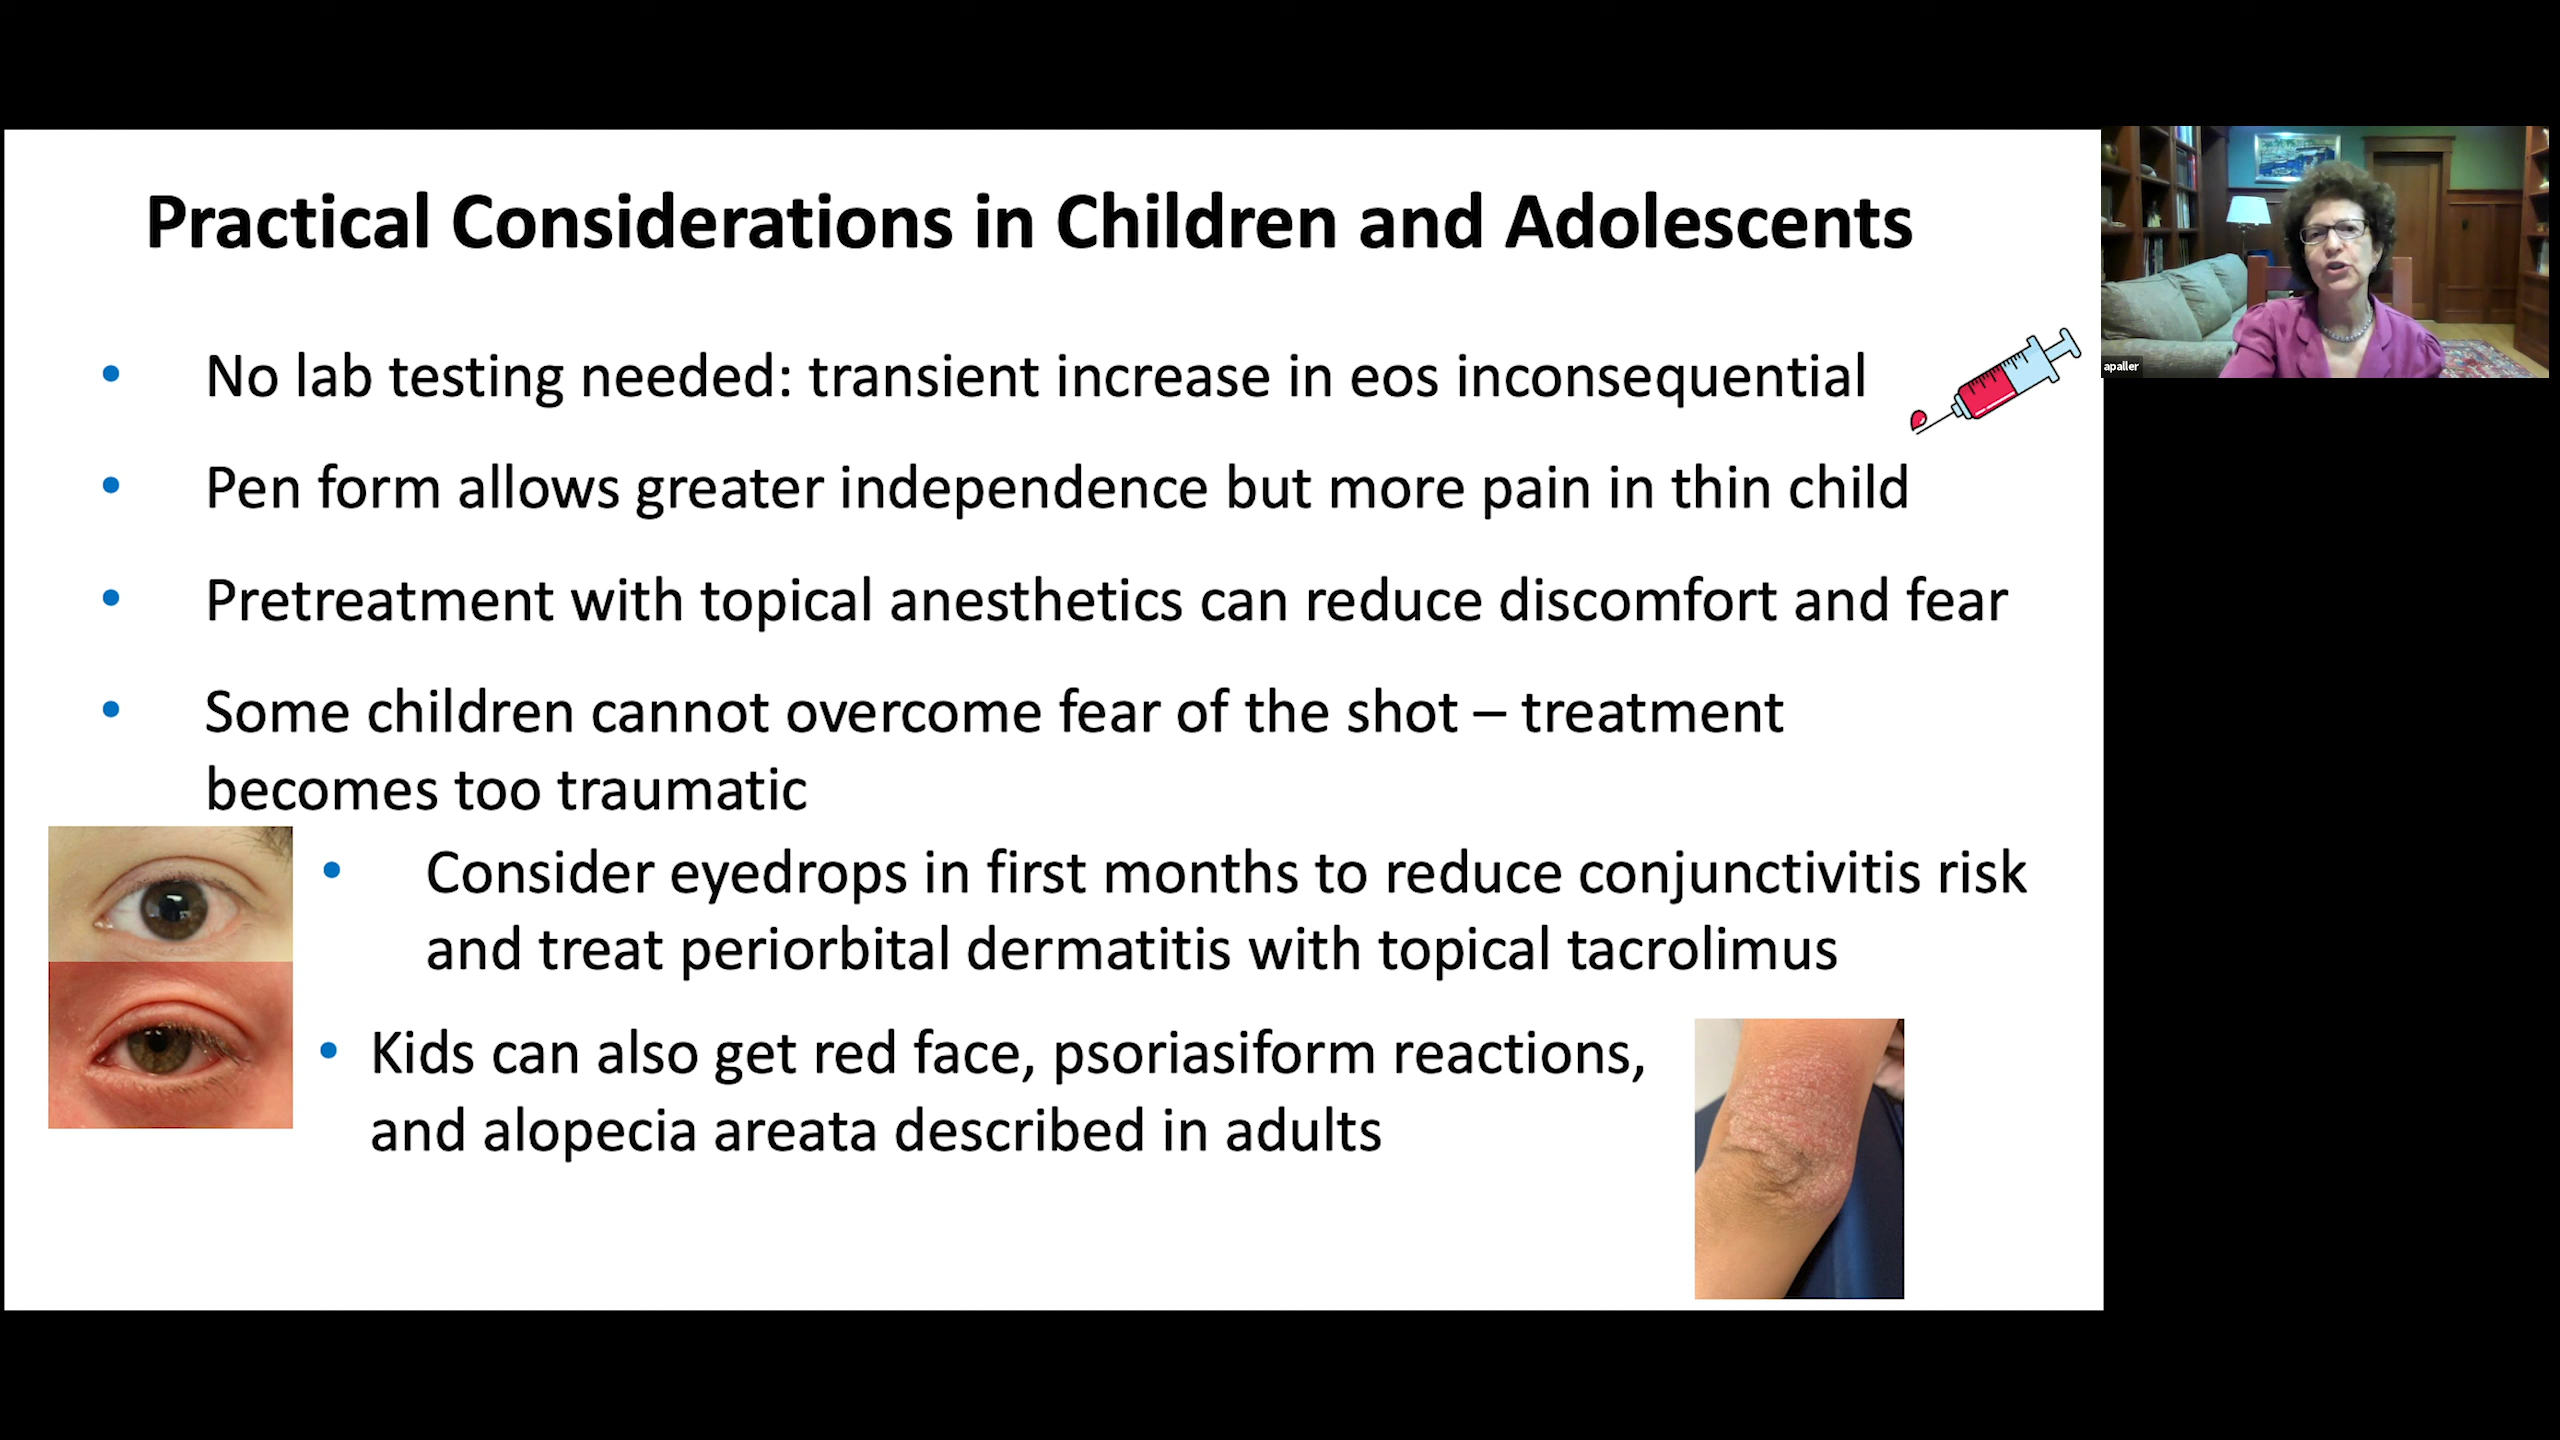 Practical Considerations in Children and Adolescents
• No lab testing needed: transient increase in eos inconsequential
• Pen form allows greater independence but more pain in thin child
• Pretreatment with topical anesthetics can reduce discomfort and fear
• Some children cannot overcome fear of the shot – treatment
becomes too traumatic
• Consider eyedrops in first months to reduce conjunctivitis risk
and treat periorbital dermatitis with topical tacrolimus
• Kids can also get red face, psoriasiform reactions,
and alopecia areata described in adults
apaller